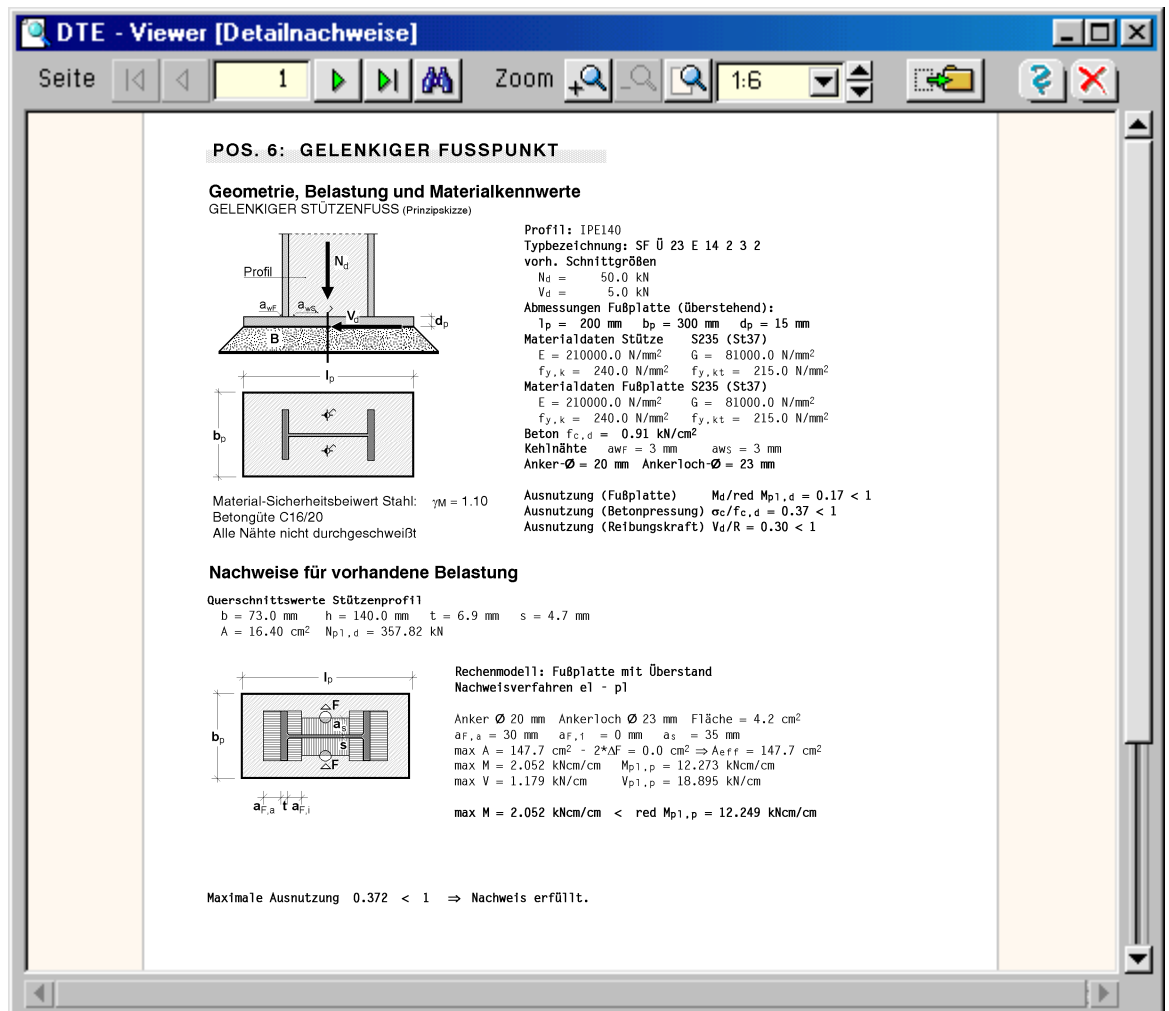 DTE - Viewer [Detailnachweise]
Seite 1 Zoom 1:6
POS. 6: GELENKIGER FUSSPUNKT
Geometrie, Belastung und Materialkennwerte
GELENKIGER STÜTZENFUSS (Prinzipskizze)
Profil
Nd
awF
awS
Vd
dp
B
lp
bp
Material-Sicherheitsbeiwert Stahl: γM = 1.10
Betongüte C16/20
Alle Nähte nicht durchgeschweißt
Profil: IPE140
Typbezeichnung: SF Ü 23 E 14 2 3 2
vorh. Schnittgrößen
Nd = 50.0 kN
Vd = 5.0 kN
Abmessungen Fußplatte (überstehend):
lp = 200 mm bp = 300 mm dp = 15 mm
Materialdaten Stütze S235 (St37)
E = 210000.0 N/mm² G = 81000.0 N/mm²
fy,k = 240.0 N/mm² fy,kt = 215.0 N/mm²
Materialdaten Fußplatte S235 (St37)
E = 210000.0 N/mm² G = 81000.0 N/mm²
fy,k = 240.0 N/mm² fy,kt = 215.0 N/mm²
Beton fc,d = 0.91 kN/cm²
Kehlnähte awF = 3 mm awS = 3 mm
Anker-Ø = 20 mm Ankerloch-Ø = 23 mm
Ausnutzung (Fußplatte) Md/red Mpl,d = 0.17 < 1
Ausnutzung (Betonpressung) σc/fc,d = 0.37 < 1
Ausnutzung (Reibungskraft) Vd/R = 0.30 < 1
Nachweise für vorhandene Belastung
Querschnittswerte Stützenprofil
b = 73.0 mm h = 140.0 mm t = 6.9 mm s = 4.7 mm
A = 16.40 cm² Npl,d = 357.82 kN
lp
△F
as
bp
s
△F
aF,a t aF,i
Rechenmodell: Fußplatte mit Überstand
Nachweisverfahren el - pl
Anker Ø 20 mm Ankerloch Ø 23 mm Fläche = 4.2 cm²
aF,a = 30 mm aF,i = 0 mm as = 35 mm
max A = 147.7 cm² - 2*ΔF = 0.0 cm² ⇒ Aeff = 147.7 cm²
max M = 2.052 kNcm/cm Mpl,p = 12.273 kNcm/cm
max V = 1.179 kN/cm Vpl,p = 18.895 kN/cm
max M = 2.052 kNcm/cm < red Mpl,p = 12.249 kNcm/cm
Maximale Ausnutzung 0.372 < 1 ⇒ Nachweis erfüllt.